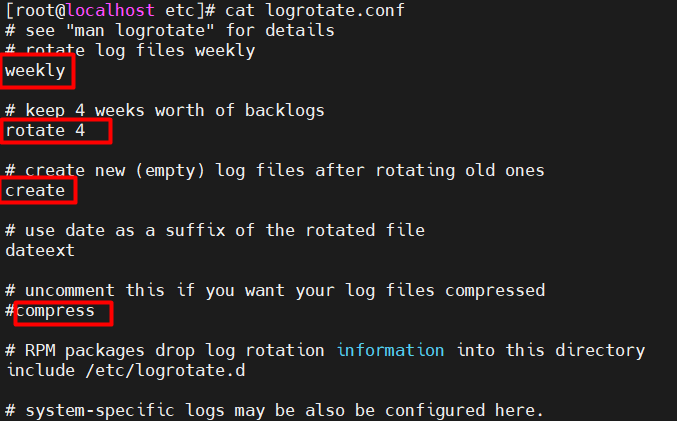 [root@localhost etc]# cat logrotate.conf
# see "man logrotate" for details
# rotate log files weekly
weekly
# keep 4 weeks worth of backlogs
rotate 4
# create new (empty) log files after rotating old ones
create
# use date as a suffix of the rotated file
dateext
# uncomment this if you want your log files compressed
#compress
# RPM packages drop log rotation information into this directory
include /etc/logrotate.d
# system-specific logs may be also be configured here.